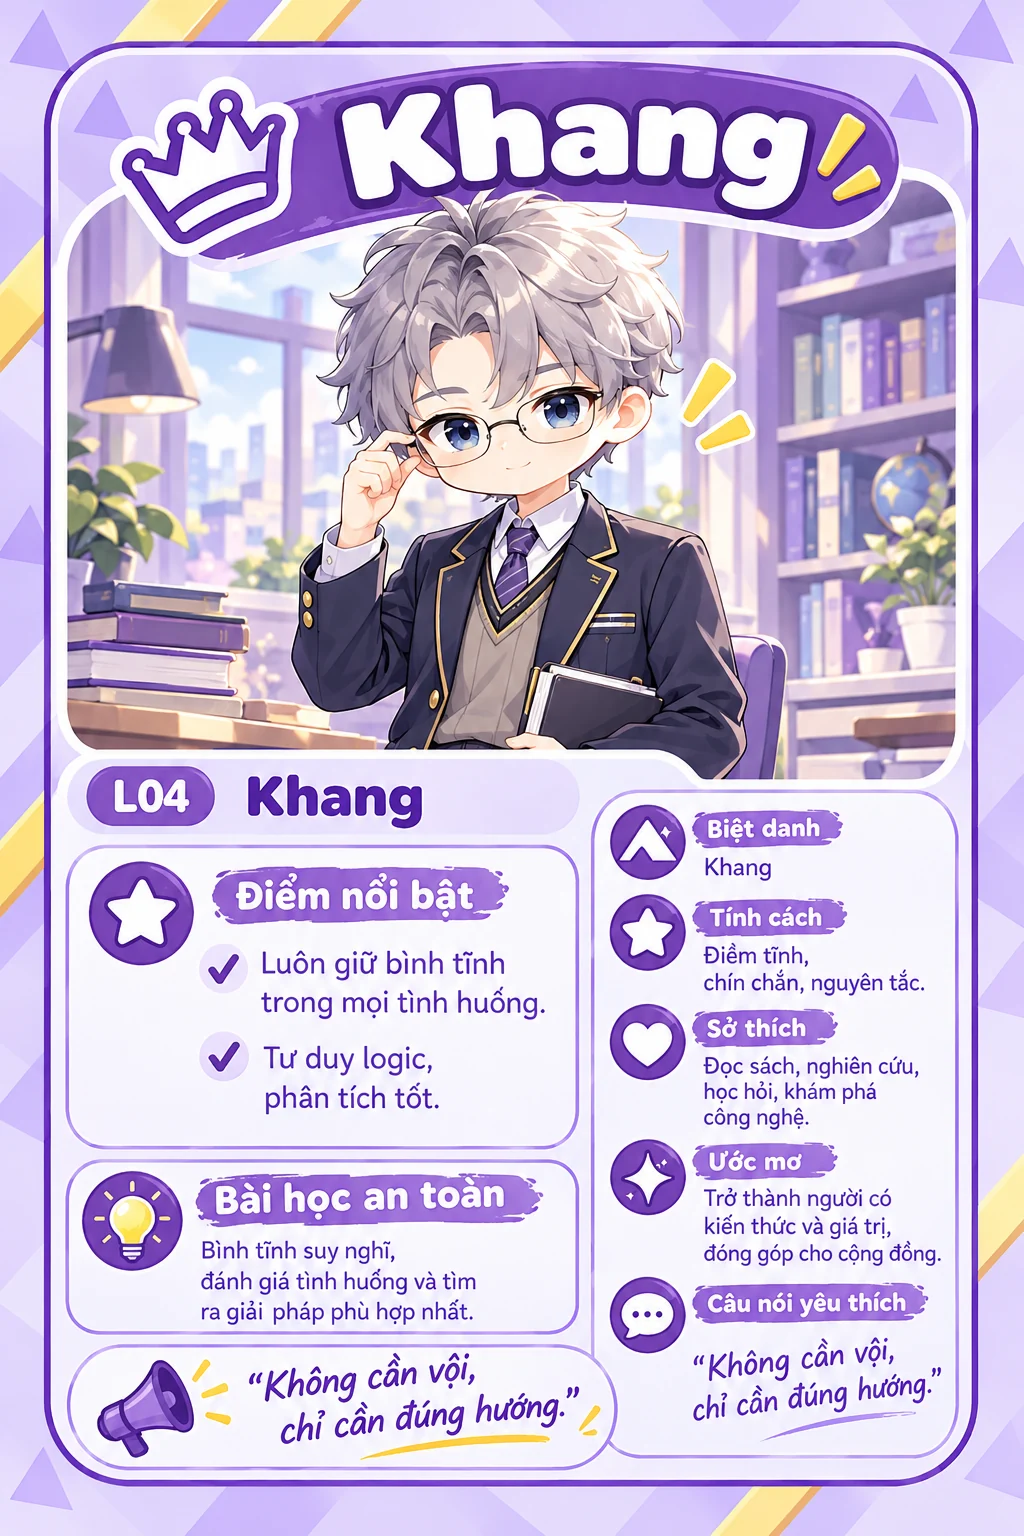 Khang
L04 Khang
Điểm nổi bật
Luôn giữ bình tĩnh
trong mọi tình huống.
Tư duy logic,
phân tích tốt.
Bài học an toàn
Bình tĩnh suy nghĩ,
đánh giá tình huống và tìm
ra giải pháp phù hợp nhất.
"Không cần vội,
chỉ cần đúng hướng."
Biệt danh
Khang
Tính cách
Điềm tĩnh,
chín chắn, nguyên tắc.
Sở thích
Đọc sách, nghiên cứu,
học hỏi, khám phá
công nghệ.
Ước mơ
Trở thành người có
kiến thức và giá trị,
đóng góp cho cộng đồng.
Câu nói yêu thích
"Không cần vội,
chỉ cần đúng hướng."